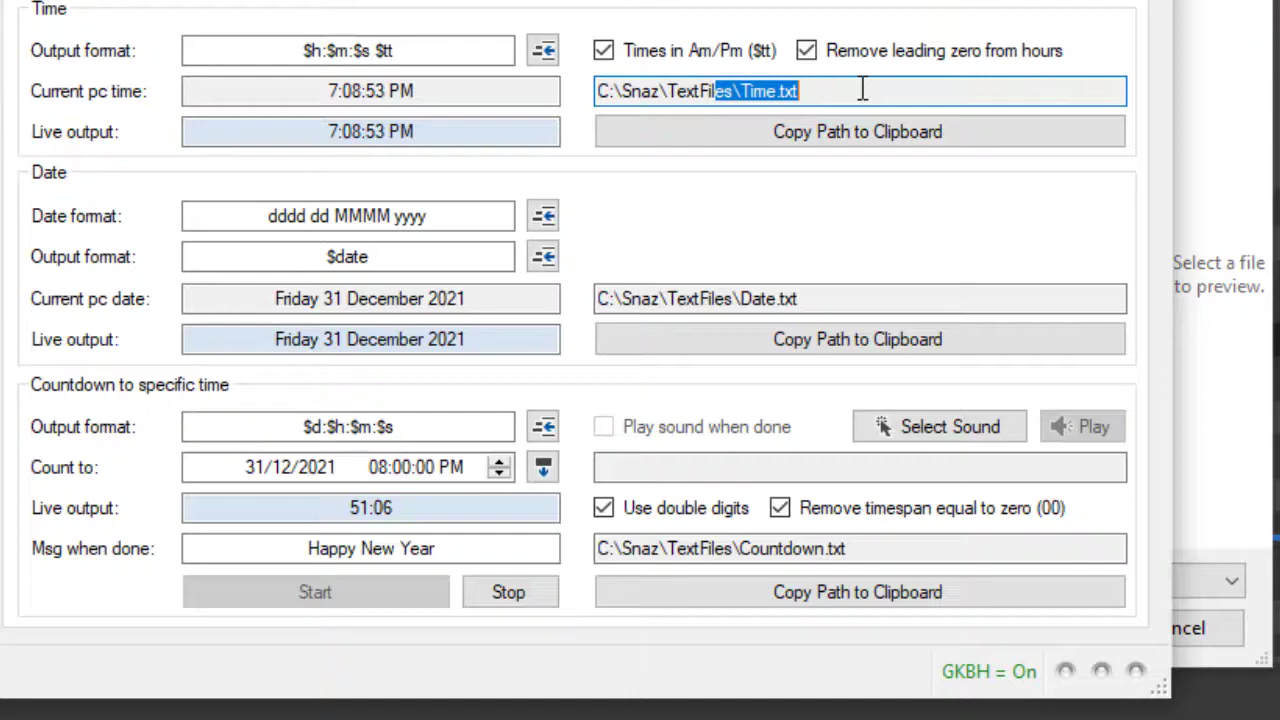 Time
Output format: $h:$m:$s $tt Times in Am/Pm ($tt) Remove leading zero from hours
Current pc time: 7:08:53 PM C:\Snaz\TextFiles\Time.txt
Live output: 7:08:53 PM Copy Path to Clipboard
Date
Date format: dddd dd MMMM yyyy
Output format: $date
Select a file
to preview.
Current pc date: Friday 31 December 2021 C:\Snaz\TextFiles\Date.txt
Live output: Friday 31 December 2021 Copy Path to Clipboard
Countdown to specific time
Output format: $d:$h:$m:$s Play sound when done Select Sound Play
Count to: 31/12/2021 08:00:00 PM
Live output: 51:06 Use double digits Remove timespan equal to zero (00)
Msg when done: Happy New Year C:\Snaz\TextFiles\Countdown.txt
Start Stop Copy Path to Clipboard
ncel
GKBH = On